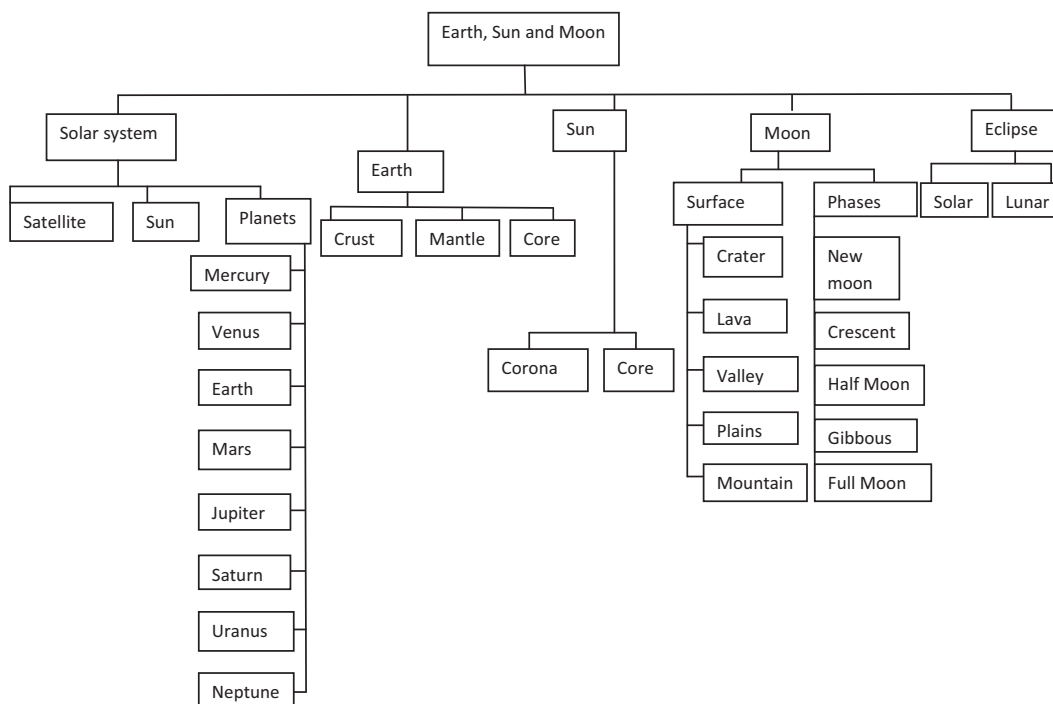 Earth, Sun and Moon
Solar system
Earth
Sun
Moon
Eclipse
Satellite
Sun
Planets
Crust
Mantle
Core
Surface
Phases
Solar
Lunar
Mercury
Venus
Earth
Mars
Jupiter
Saturn
Uranus
Neptune
Corona
Core
Crater
Lava
Valley
Plains
Mountain
New
moon
Crescent
Half Moon
Gibbous
Full Moon